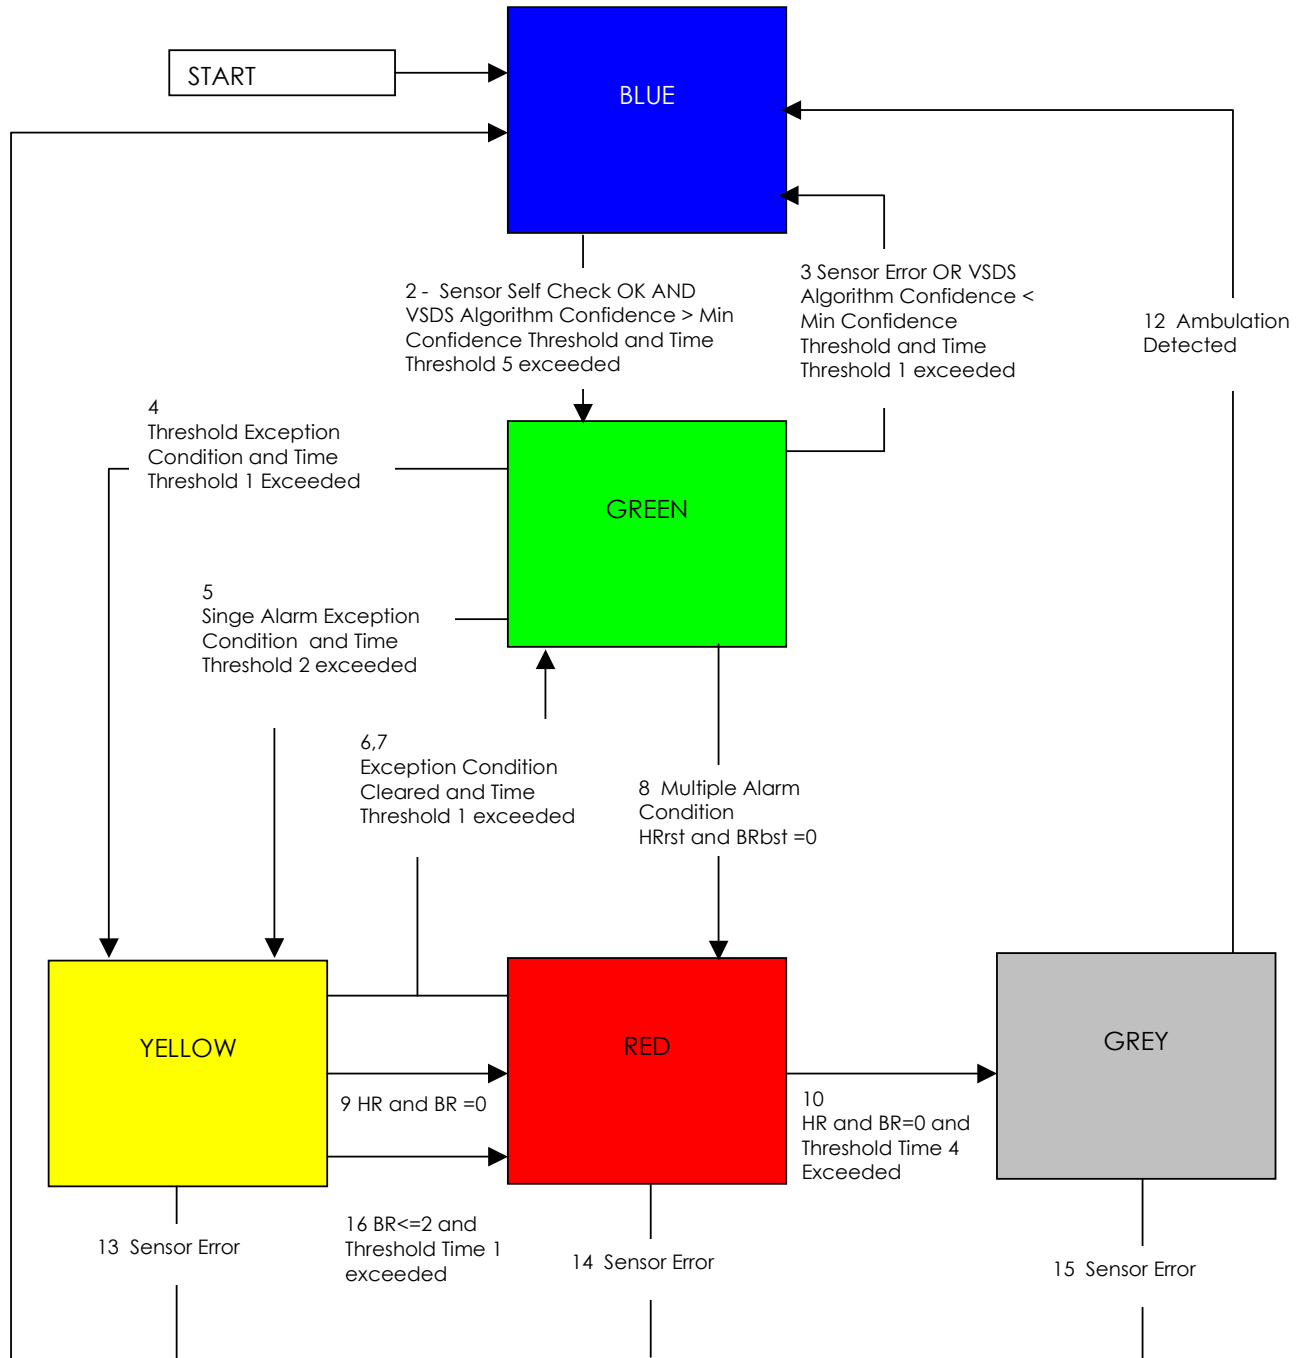 START
BLUE
2 -  Sensor Self Check OK AND
VSDS Algorithm Confidence > Min
Confidence Threshold and Time
Threshold 5 exceeded
3 Sensor Error OR VSDS
Algorithm Confidence <
Min Confidence
Threshold and Time
Threshold 1 exceeded
12  Ambulation
Detected
4
Threshold Exception
Condition and Time
Threshold 1 Exceeded
GREEN
5
Singe Alarm Exception
Condition  and Time
Threshold 2 exceeded
6,7
Exception Condition
Cleared and Time
Threshold 1 exceeded
8  Multiple Alarm
Condition
HRrst and BRbst =0
YELLOW
RED
GREY
9 HR and BR =0
10
HR and BR=0 and
Threshold Time 4
Exceeded
16 BR<=2 and
Threshold Time 1
exceeded
13  Sensor Error
14  Sensor Error
15  Sensor Error